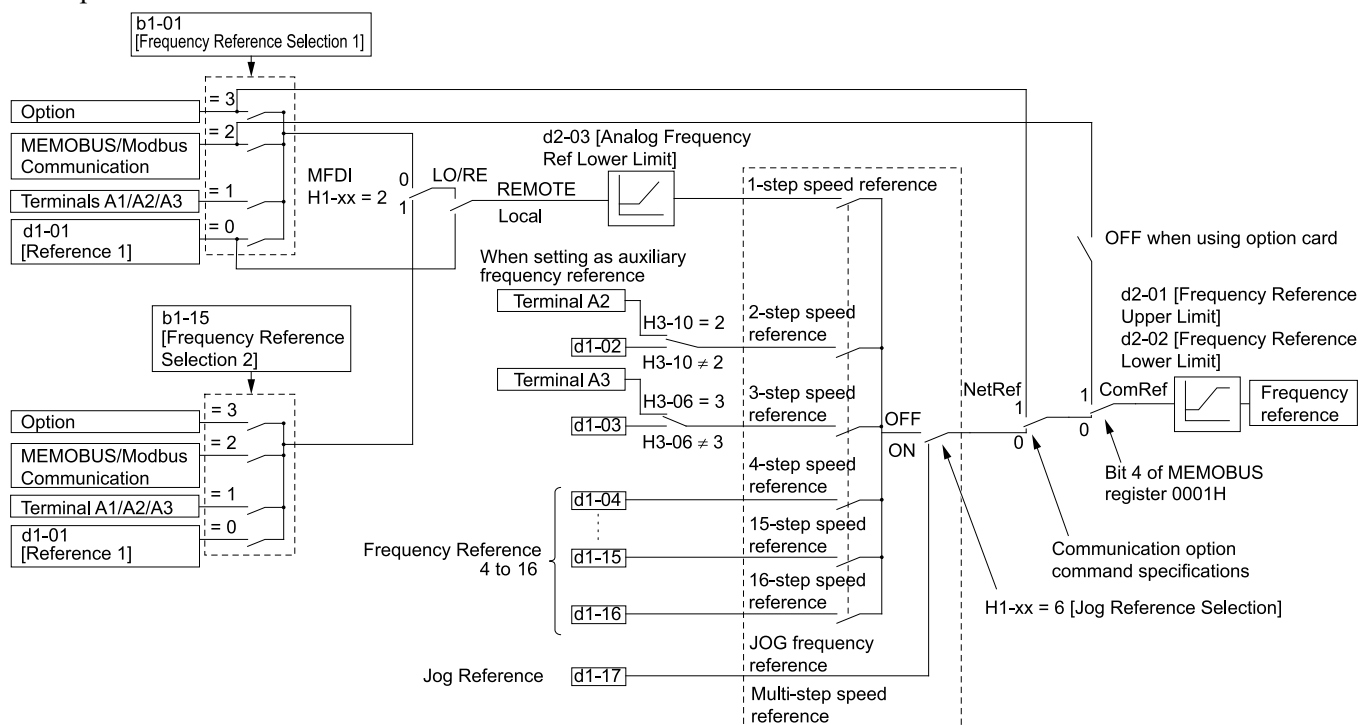 b1-01
[Frequency Reference Selection 1]
Option
= 3
MEMOBUS/Modbus
Communication
= 2
Terminals A1/A2/A3
= 1
d1-01
[Reference 1]
= 0
MFDI
H1-xx = 2
0
1
LO/RE
REMOTE
Local
d2-03 [Analog Frequency
Ref Lower Limit]
1-step speed reference
When setting as auxiliary
frequency reference
Terminal A2
H3-10 = 2
d1-02
H3-10 ≠ 2
2-step speed
reference
Terminal A3
H3-06 = 3
d1-03
H3-06 ≠ 3
3-step speed
reference
b1-15
[Frequency Reference
Selection 2]
Option
= 3
MEMOBUS/Modbus
Communication
= 2
Terminal A1/A2/A3
= 1
d1-01
[Reference 1]
= 0
Frequency Reference
4 to 16
d1-04
4-step speed
reference
d1-15
15-step speed
reference
d1-16
16-step speed
reference
Jog Reference
d1-17
JOG frequency
reference
Multi-step speed
reference
OFF
ON
NetRef
1
0
OFF when using option card
d2-01 [Frequency Reference
Upper Limit]
d2-02 [Frequency Reference
Lower Limit]
1
0
ComRef
Frequency
reference
Bit 4 of MEMOBUS
register 0001H
Communication option
command specifications
H1-xx = 6 [Jog Reference Selection]